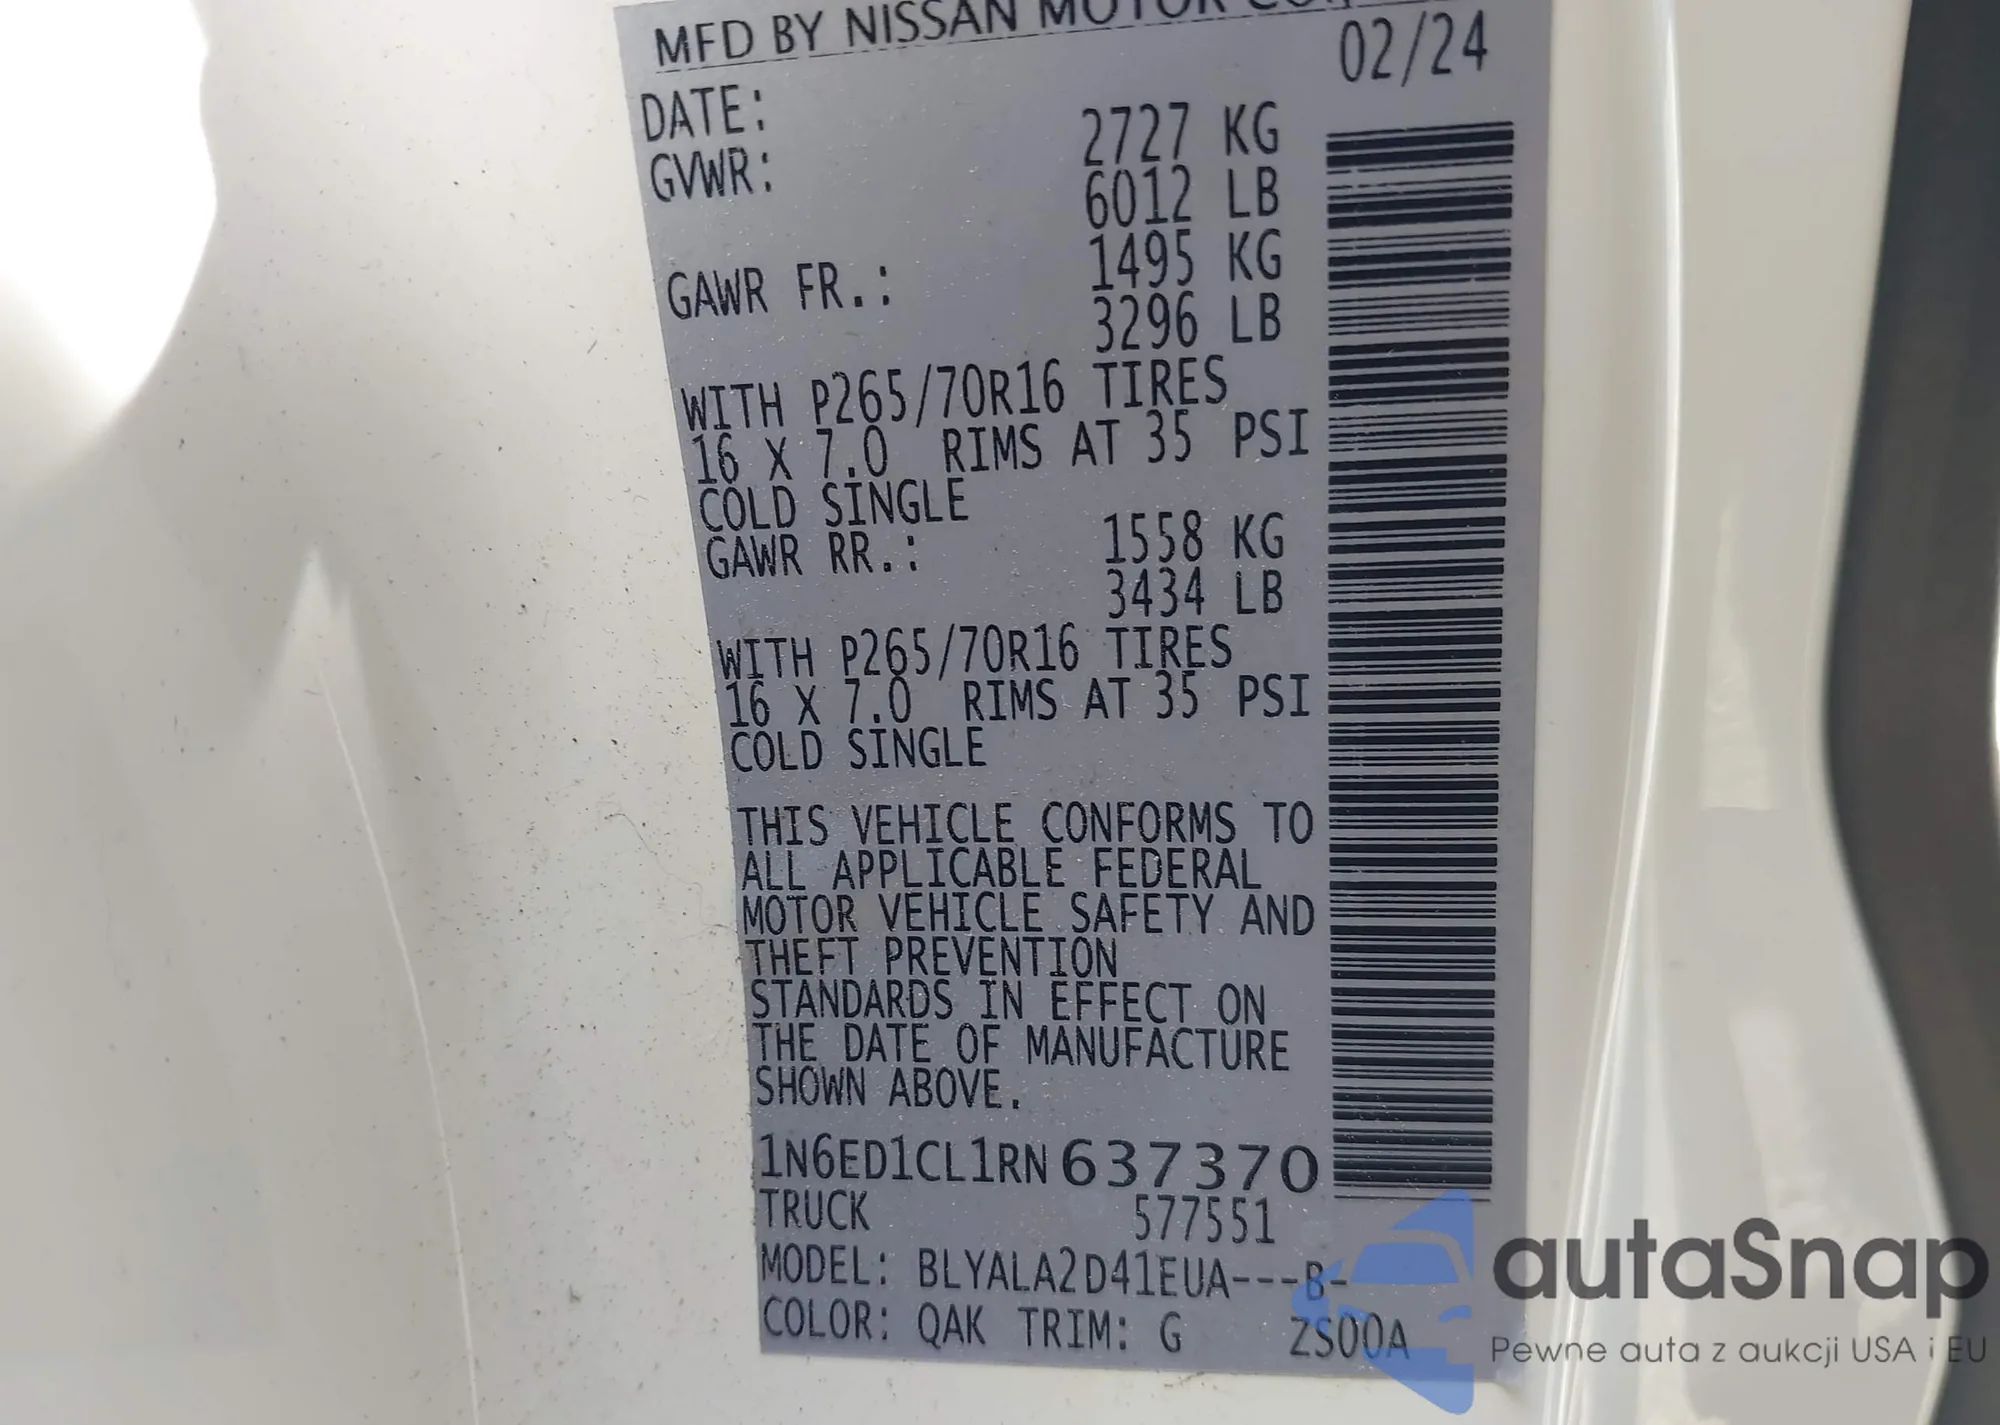 MFD BY NISSAN MOTOR
DATE: 02/24
GVWR: 2727 KG
6012 LB
GAWR FR.: 1495 KG
3296 LB
WITH P265/70R16 TIRES
16 X 7.0 RIMS AT 35 PSI
COLD SINGLE
GAWR RR.: 1558 KG
3434 LB
WITH P265/70R16 TIRES
16 X 7.0 RIMS AT 35 PSI
COLD SINGLE
THIS VEHICLE CONFORMS TO
ALL APPLICABLE FEDERAL
MOTOR VEHICLE SAFETY AND
THEFT PREVENTION
STANDARDS IN EFFECT ON
THE DATE OF MANUFACTURE
SHOWN ABOVE.
1N6ED1CL1RN637370
TRUCK 577551
MODEL: BLYALA2D41EUA---B-
COLOR: QAK TRIM: G ZS00A
autaSnap
Pewne auta z aukcji USA i EU